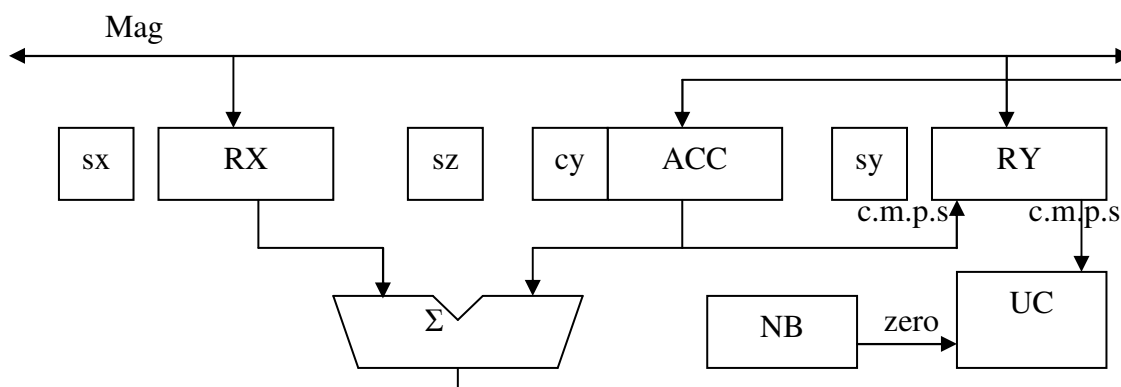 Mag
sx RX sz cy ACC sy RY
c.m.p.s c.m.p.s
Σ NB zero UC